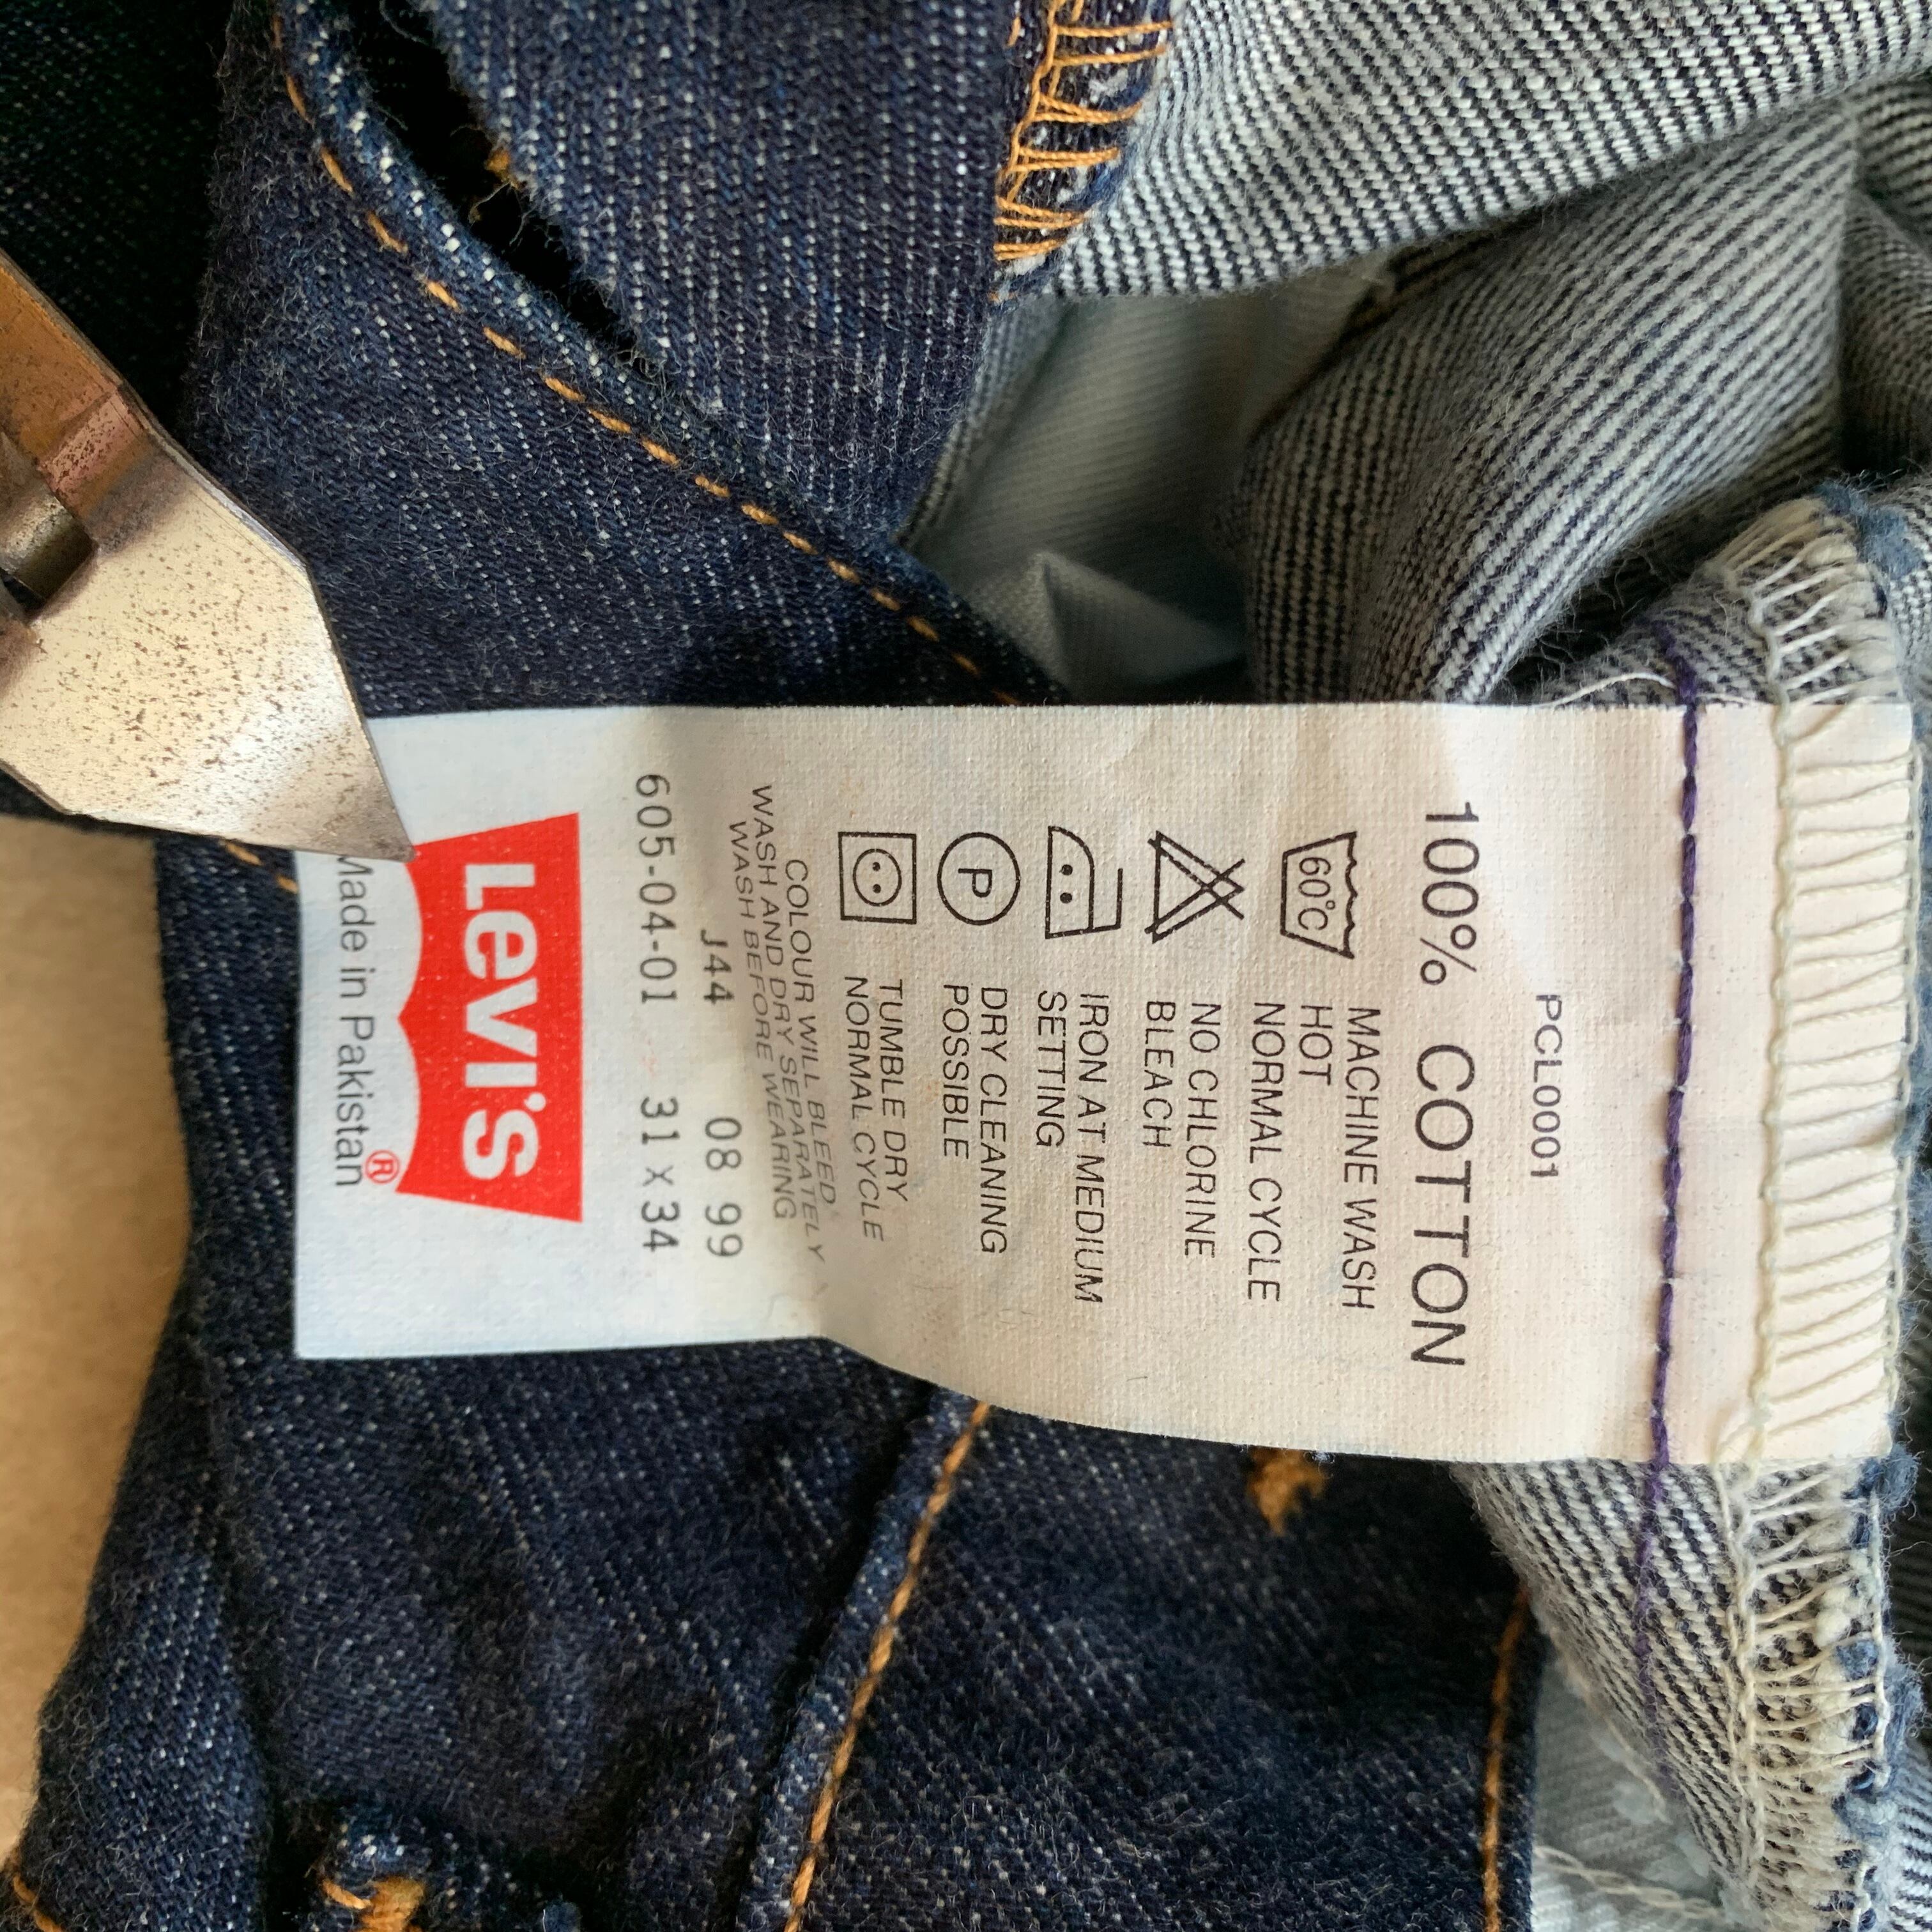 PCL0001
100% COTTON
60°C
MACHINE WASH
HOT
NORMAL CYCLE
NO CHLORINE
BLEACH
IRON AT MEDIUM
SETTING
P
DRY CLEANING
POSSIBLE
TUMBLE DRY
NORMAL CYCLE
COLOUR WILL BLEED
WASH AND DRY SEPARATELY
WASH BEFORE WEARING
J44 08 99
605-04-01 31 x 34
LEVI'S
®
Made in Pakistan